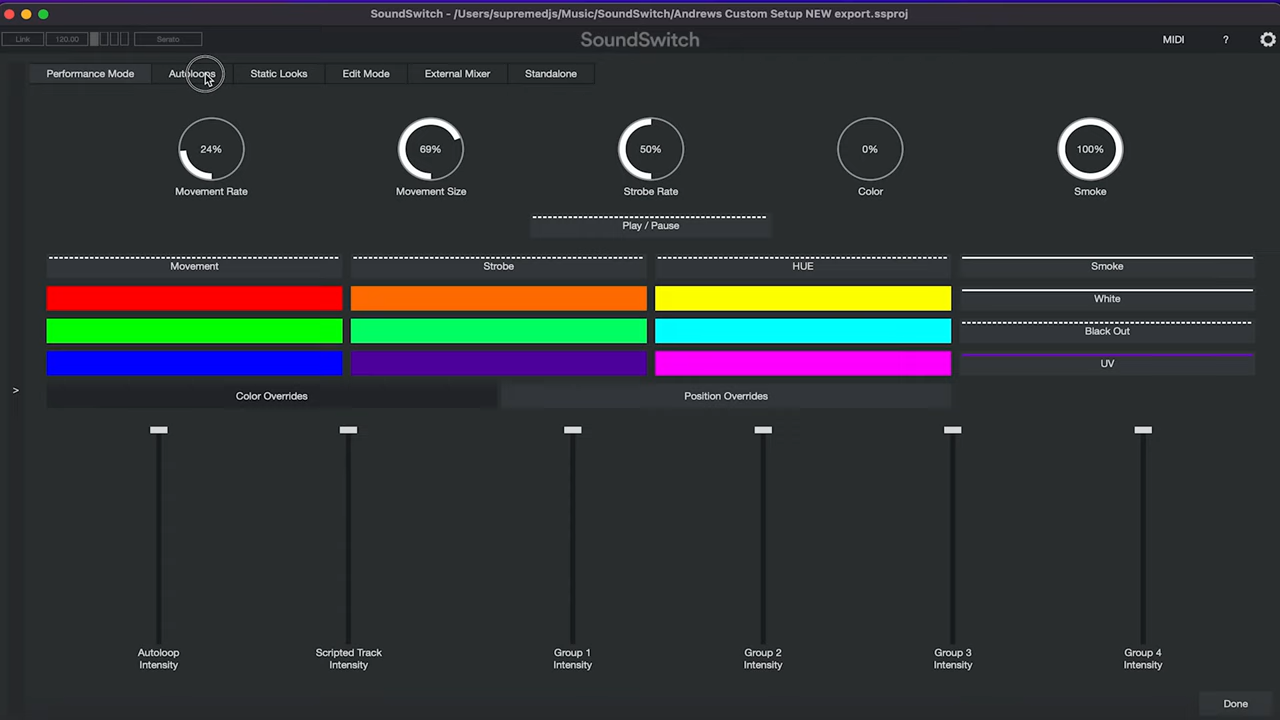 SoundSwitch - /Users/supremedjs/Music/SoundSwitch/Andrews Custom Setup NEW export.ssproj
Link 120.00 Serato SoundSwitch MIDI ?
Performance Mode Autoloops Static Looks Edit Mode External Mixer Standalone
24% 69% 50% 0% 100%
Movement Rate Movement Size Strobe Rate Color Smoke
Play / Pause
Movement Strobe HUE Smoke
White
Black Out
UV
>
Color Overrides Position Overrides
Autoloop Intensity
Scripted Track Intensity
Group 1 Intensity
Group 2 Intensity
Group 3 Intensity
Group 4 Intensity
Done